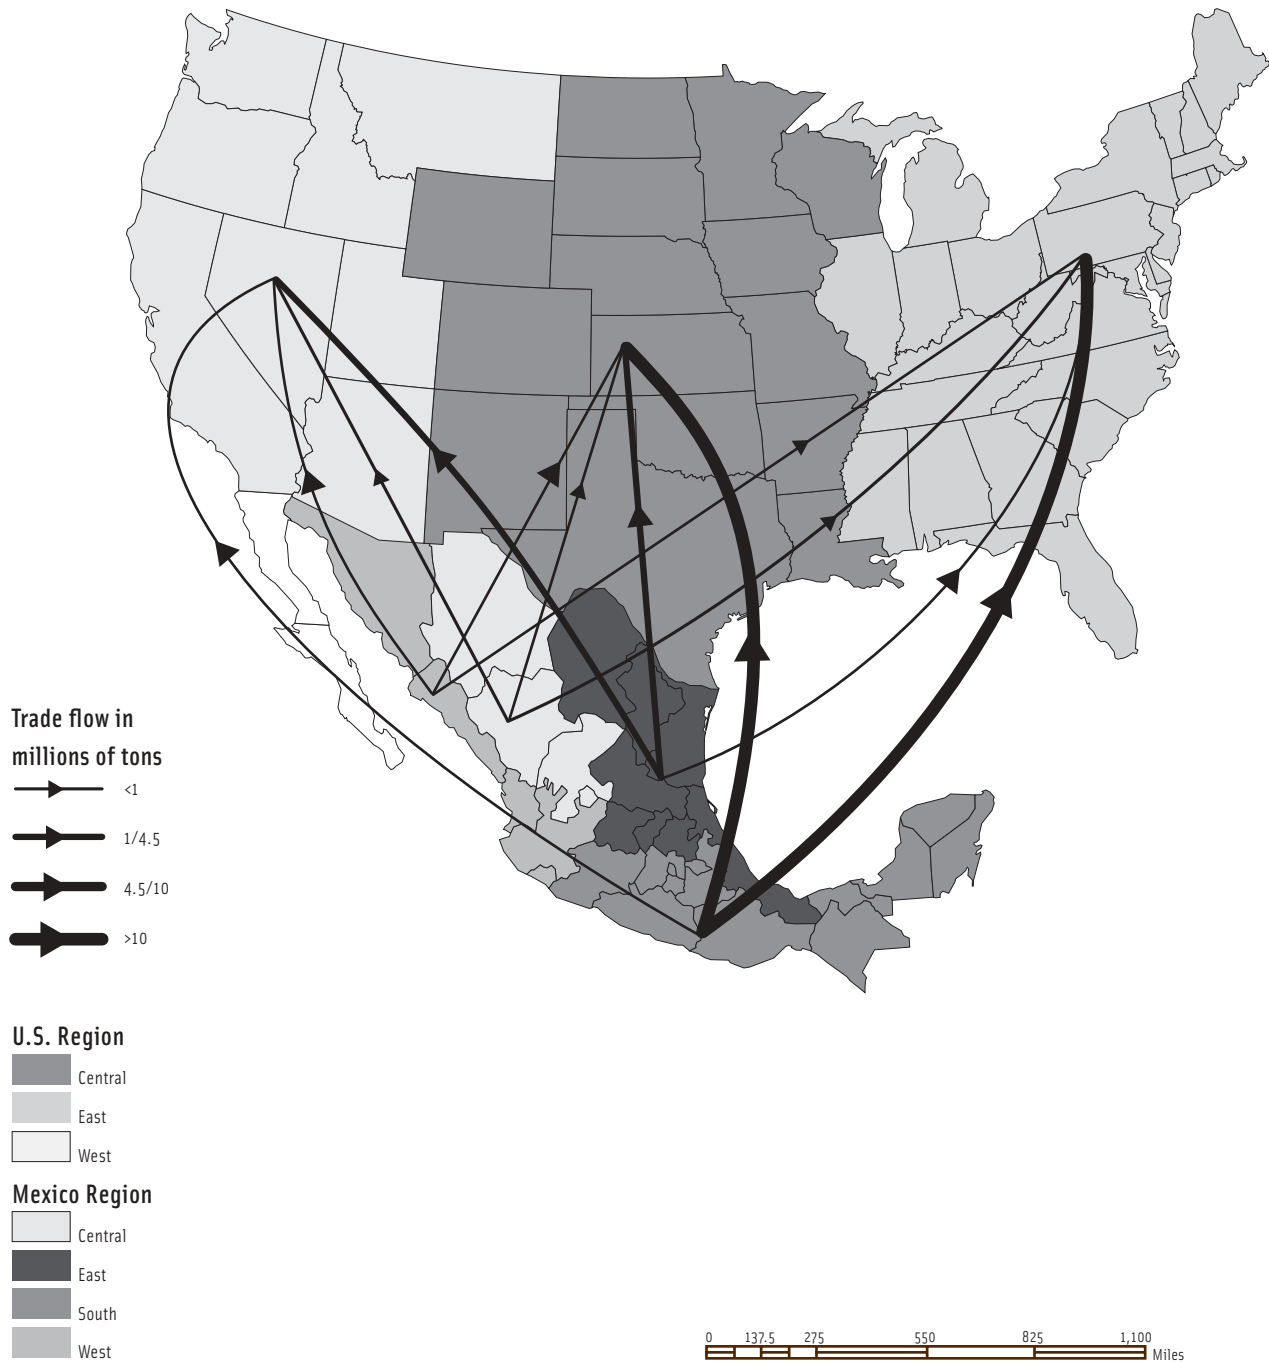 Trade flow in
millions of tons
<1
1/4.5
4.5/10
>10
U.S. Region
Central
East
West
Mexico Region
Central
East
South
West
0 137.5 275 550 825 1,100
Miles